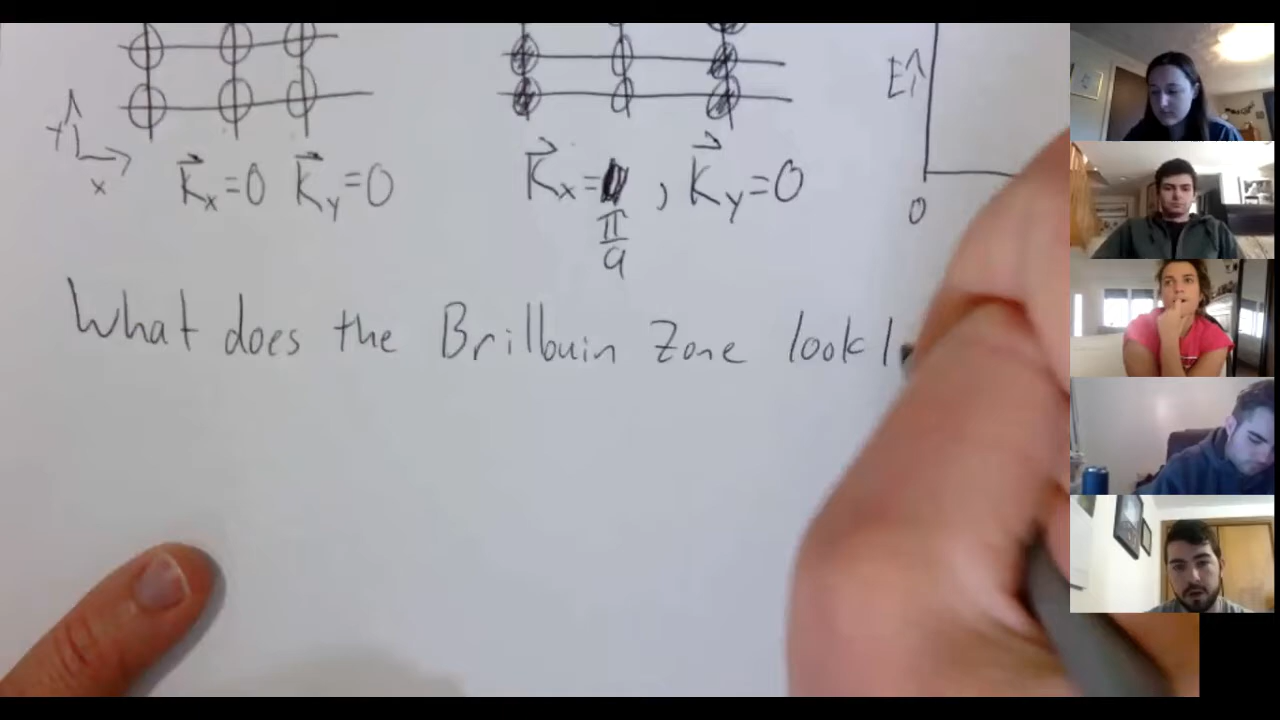 E↑
Y
x
K⃗x=0 K⃗y=0
K⃗x= π/a , K⃗y=0
0
What does the Brillouin Zone look l